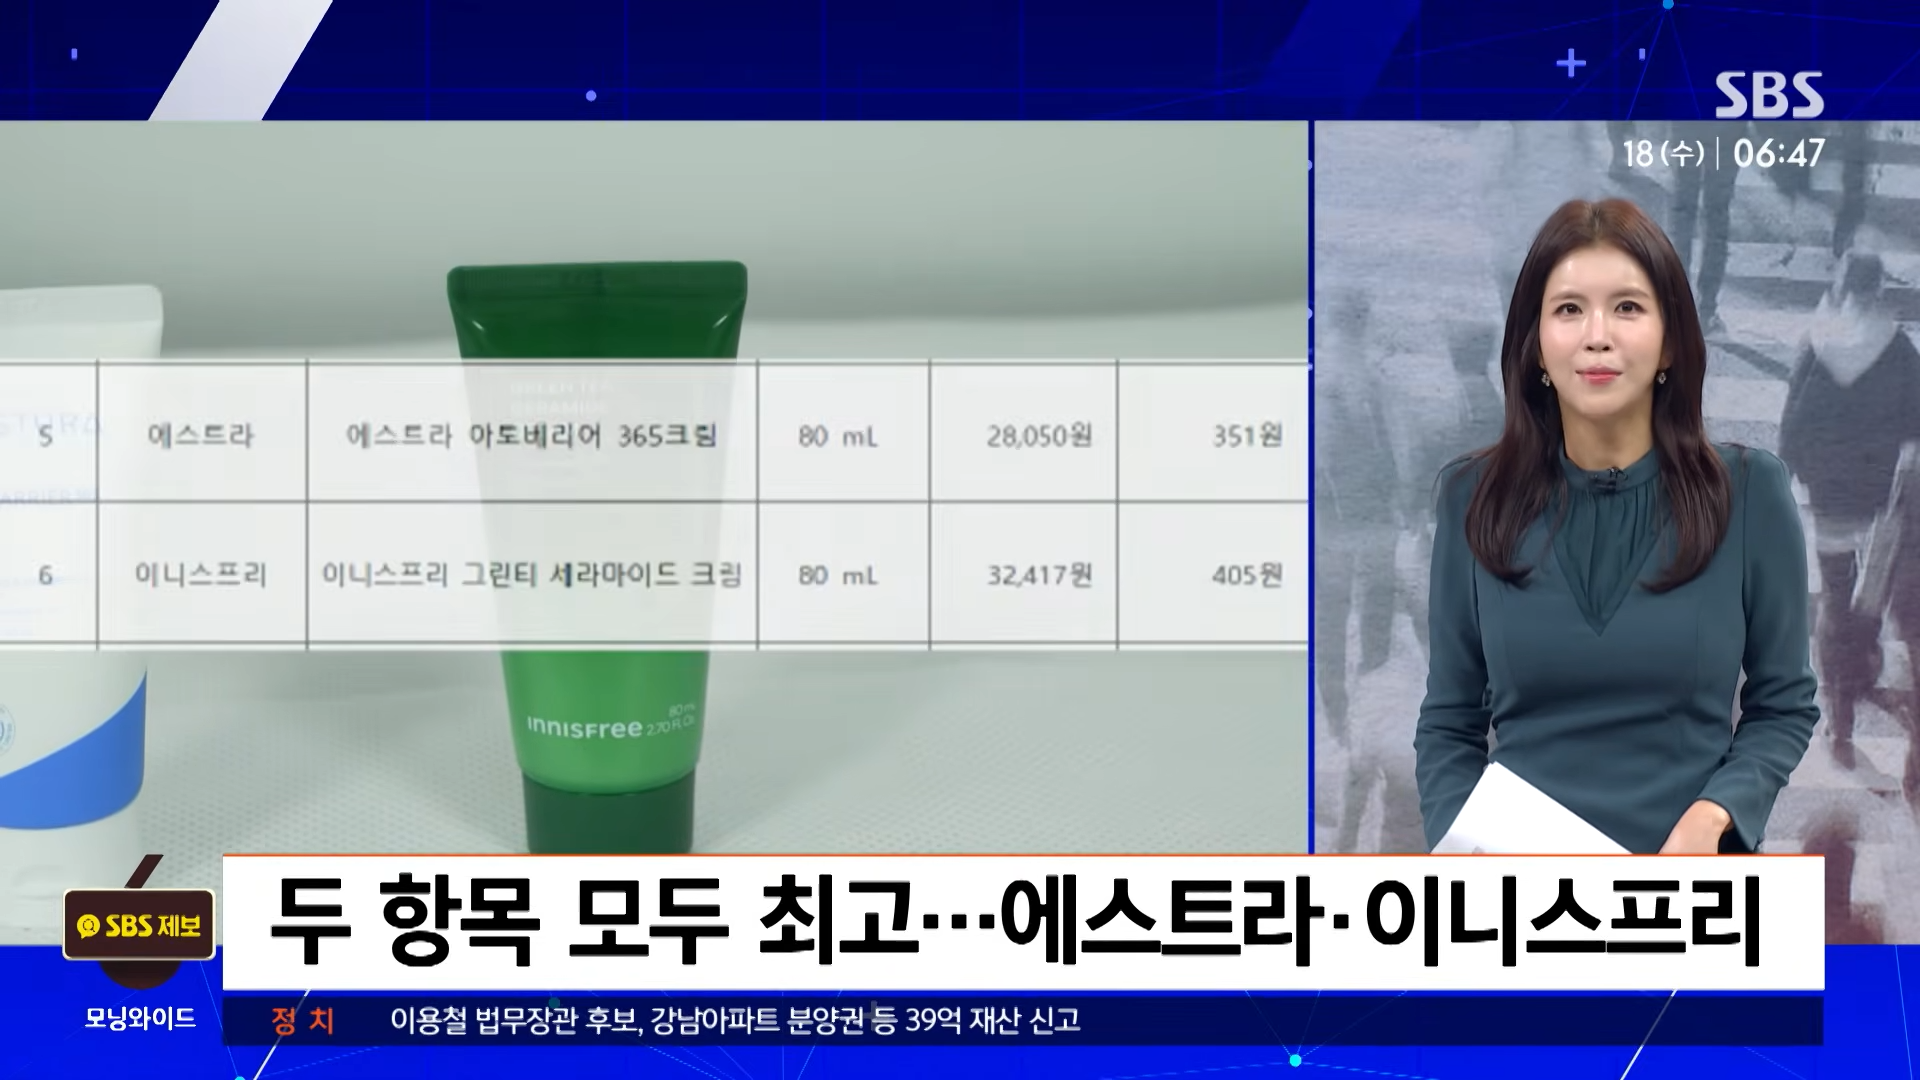 SBS
18(수) | 06:47
5 에스트라 에스트라 아토베리어 365크림 80 mL 28,050원 351원
6 이니스프리 이니스프리 그린티 세라마이드 크림 80 mL 32,417원 405원
80 mL
innisfree 2.70 Fl.Oz
두 항목 모두 최고…에스트라·이니스프리
SBS 제보
모닝와이드
정치 이용철 법무장관 후보, 강남아파트 분양권 등 39억 재산 신고